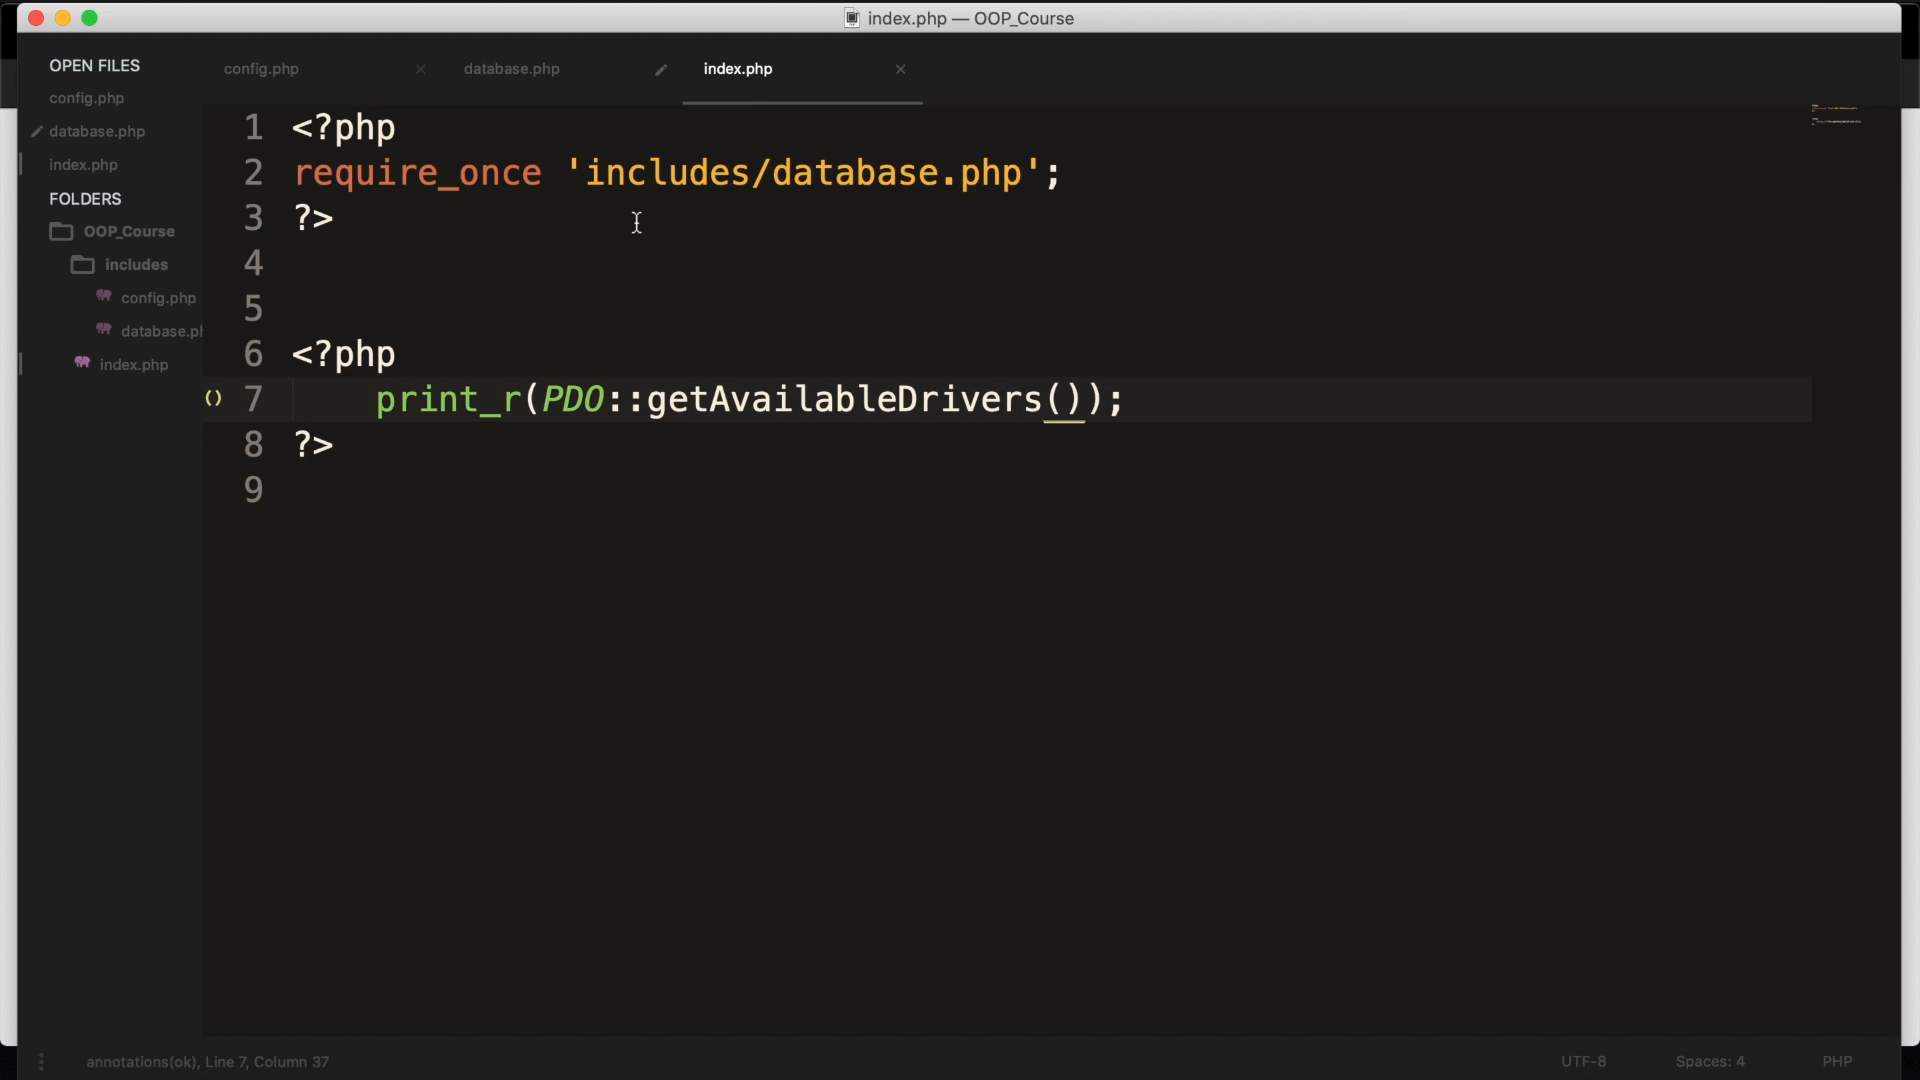 index.php — OOP_Course
OPEN FILES
config.php
database.php
index.php
FOLDERS
OOP_Course
includes
config.php
database.ph
index.php
config.php
database.php
index.php
1 <?php
2 require_once 'includes/database.php';
3 ?>
4
5
6 <?php
() 7 print_r(PDO::getAvailableDrivers());
8 ?>
9
annotations(ok), Line 7, Column 37
UTF-8
Spaces: 4
PHP